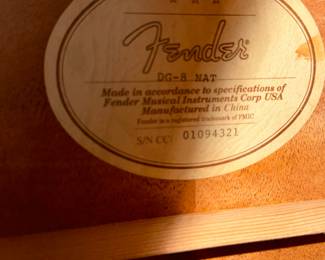 Fender
DG-8 NAT
Made in accordance to specifications of
Fender Musical Instruments Corp USA
Manufactured in China
Fender is a registered trademark of FMIC
S/N CC: 01094321